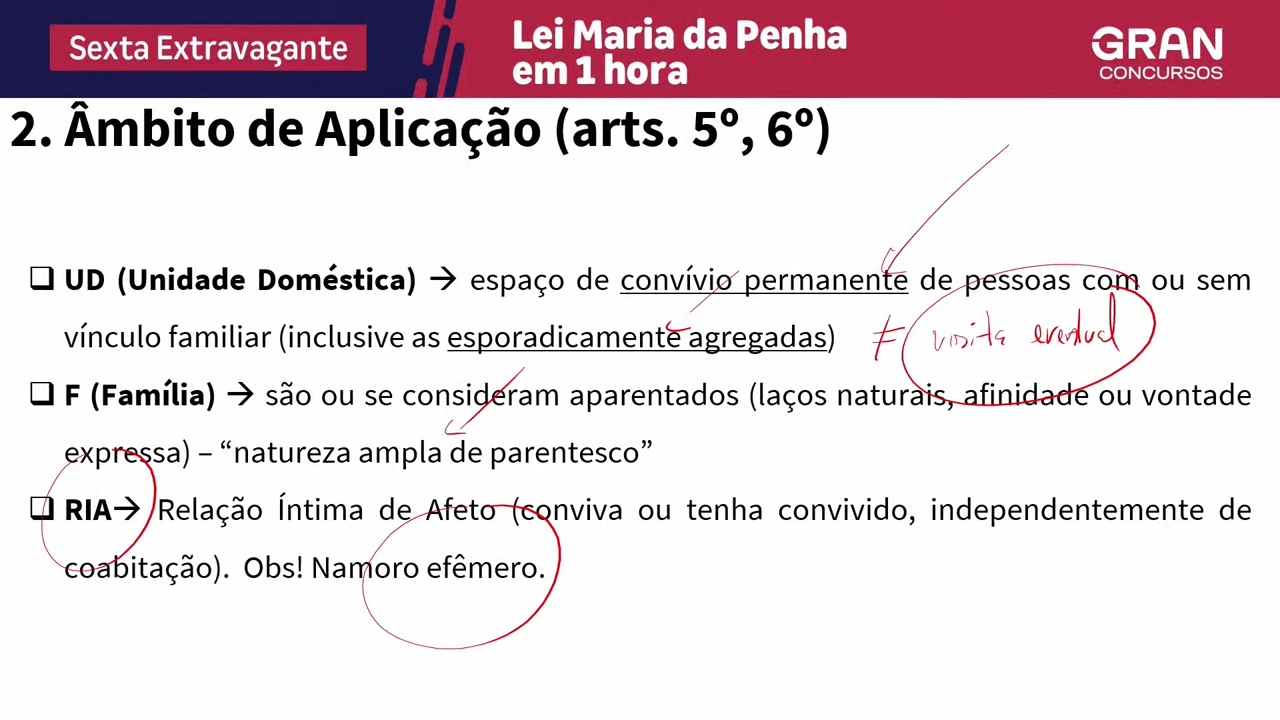 Sexta Extravagante
Lei Maria da Penha
em 1 hora
GRAN
CONCURSOS
2. Âmbito de Aplicação (arts. 5º, 6º)
❑ UD (Unidade Doméstica) → espaço de convívio permanente de pessoas com ou sem
vínculo familiar (inclusive as esporadicamente agregadas)
≠ visita eventual
❑ F (Família) → são ou se consideram aparentados (laços naturais, afinidade ou vontade
expressa) – “natureza ampla de parentesco”
❑ RIA→ Relação Íntima de Afeto (conviva ou tenha convivido, independentemente de
coabitação). Obs! Namoro efêmero.